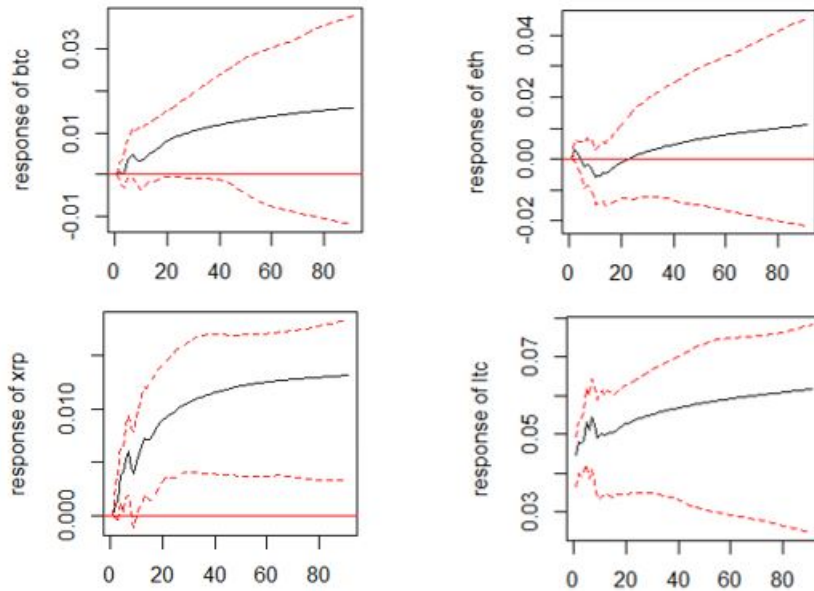 response of btc
0.03
0.01
-0.01
0 20 40 60 80
response of eth
0.04
0.02
0.00
-0.02
0 20 40 60 80
response of xrp
0.010
0.000
0 20 40 60 80
response of ltc
0.07
0.05
0.03
0 20 40 60 80